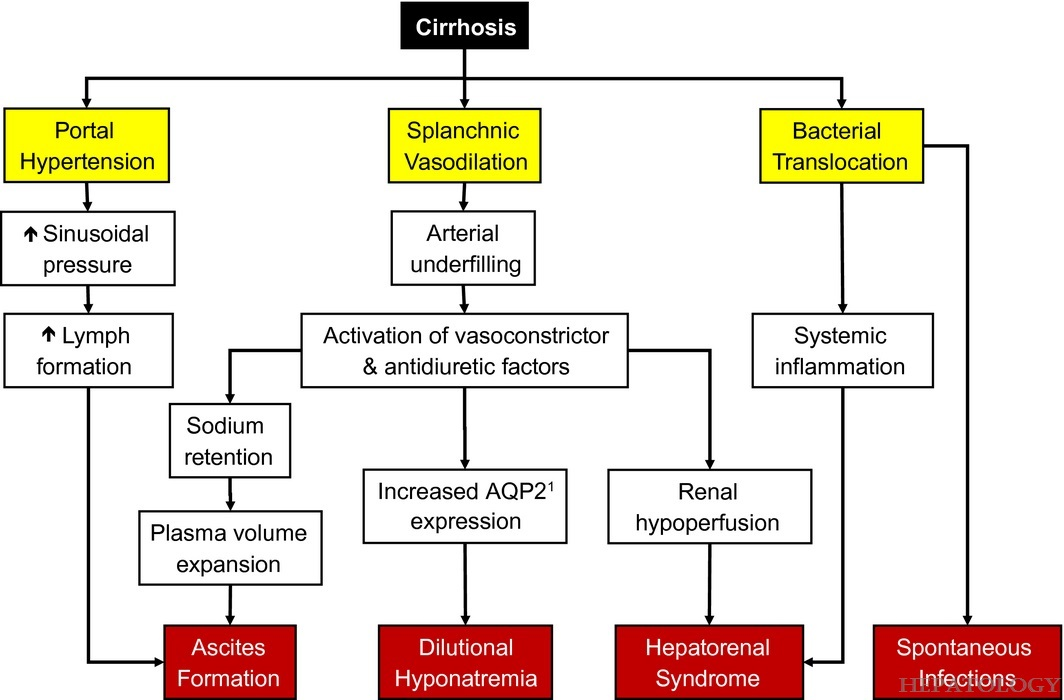 Cirrhosis
Portal
Hypertension
Splanchnic
Vasodilation
Bacterial
Translocation
🡩 Sinusoidal
pressure
Arterial
underfilling
🡩 Lymph
formation
Activation of vasoconstrictor
& antidiuretic factors
Systemic
inflammation
Sodium
retention
Increased AQP2¹
expression
Renal
hypoperfusion
Plasma volume
expansion
Ascites
Formation
Dilutional
Hyponatremia
Hepatorenal
Syndrome
Spontaneous
Infections
HEPATOLOGY